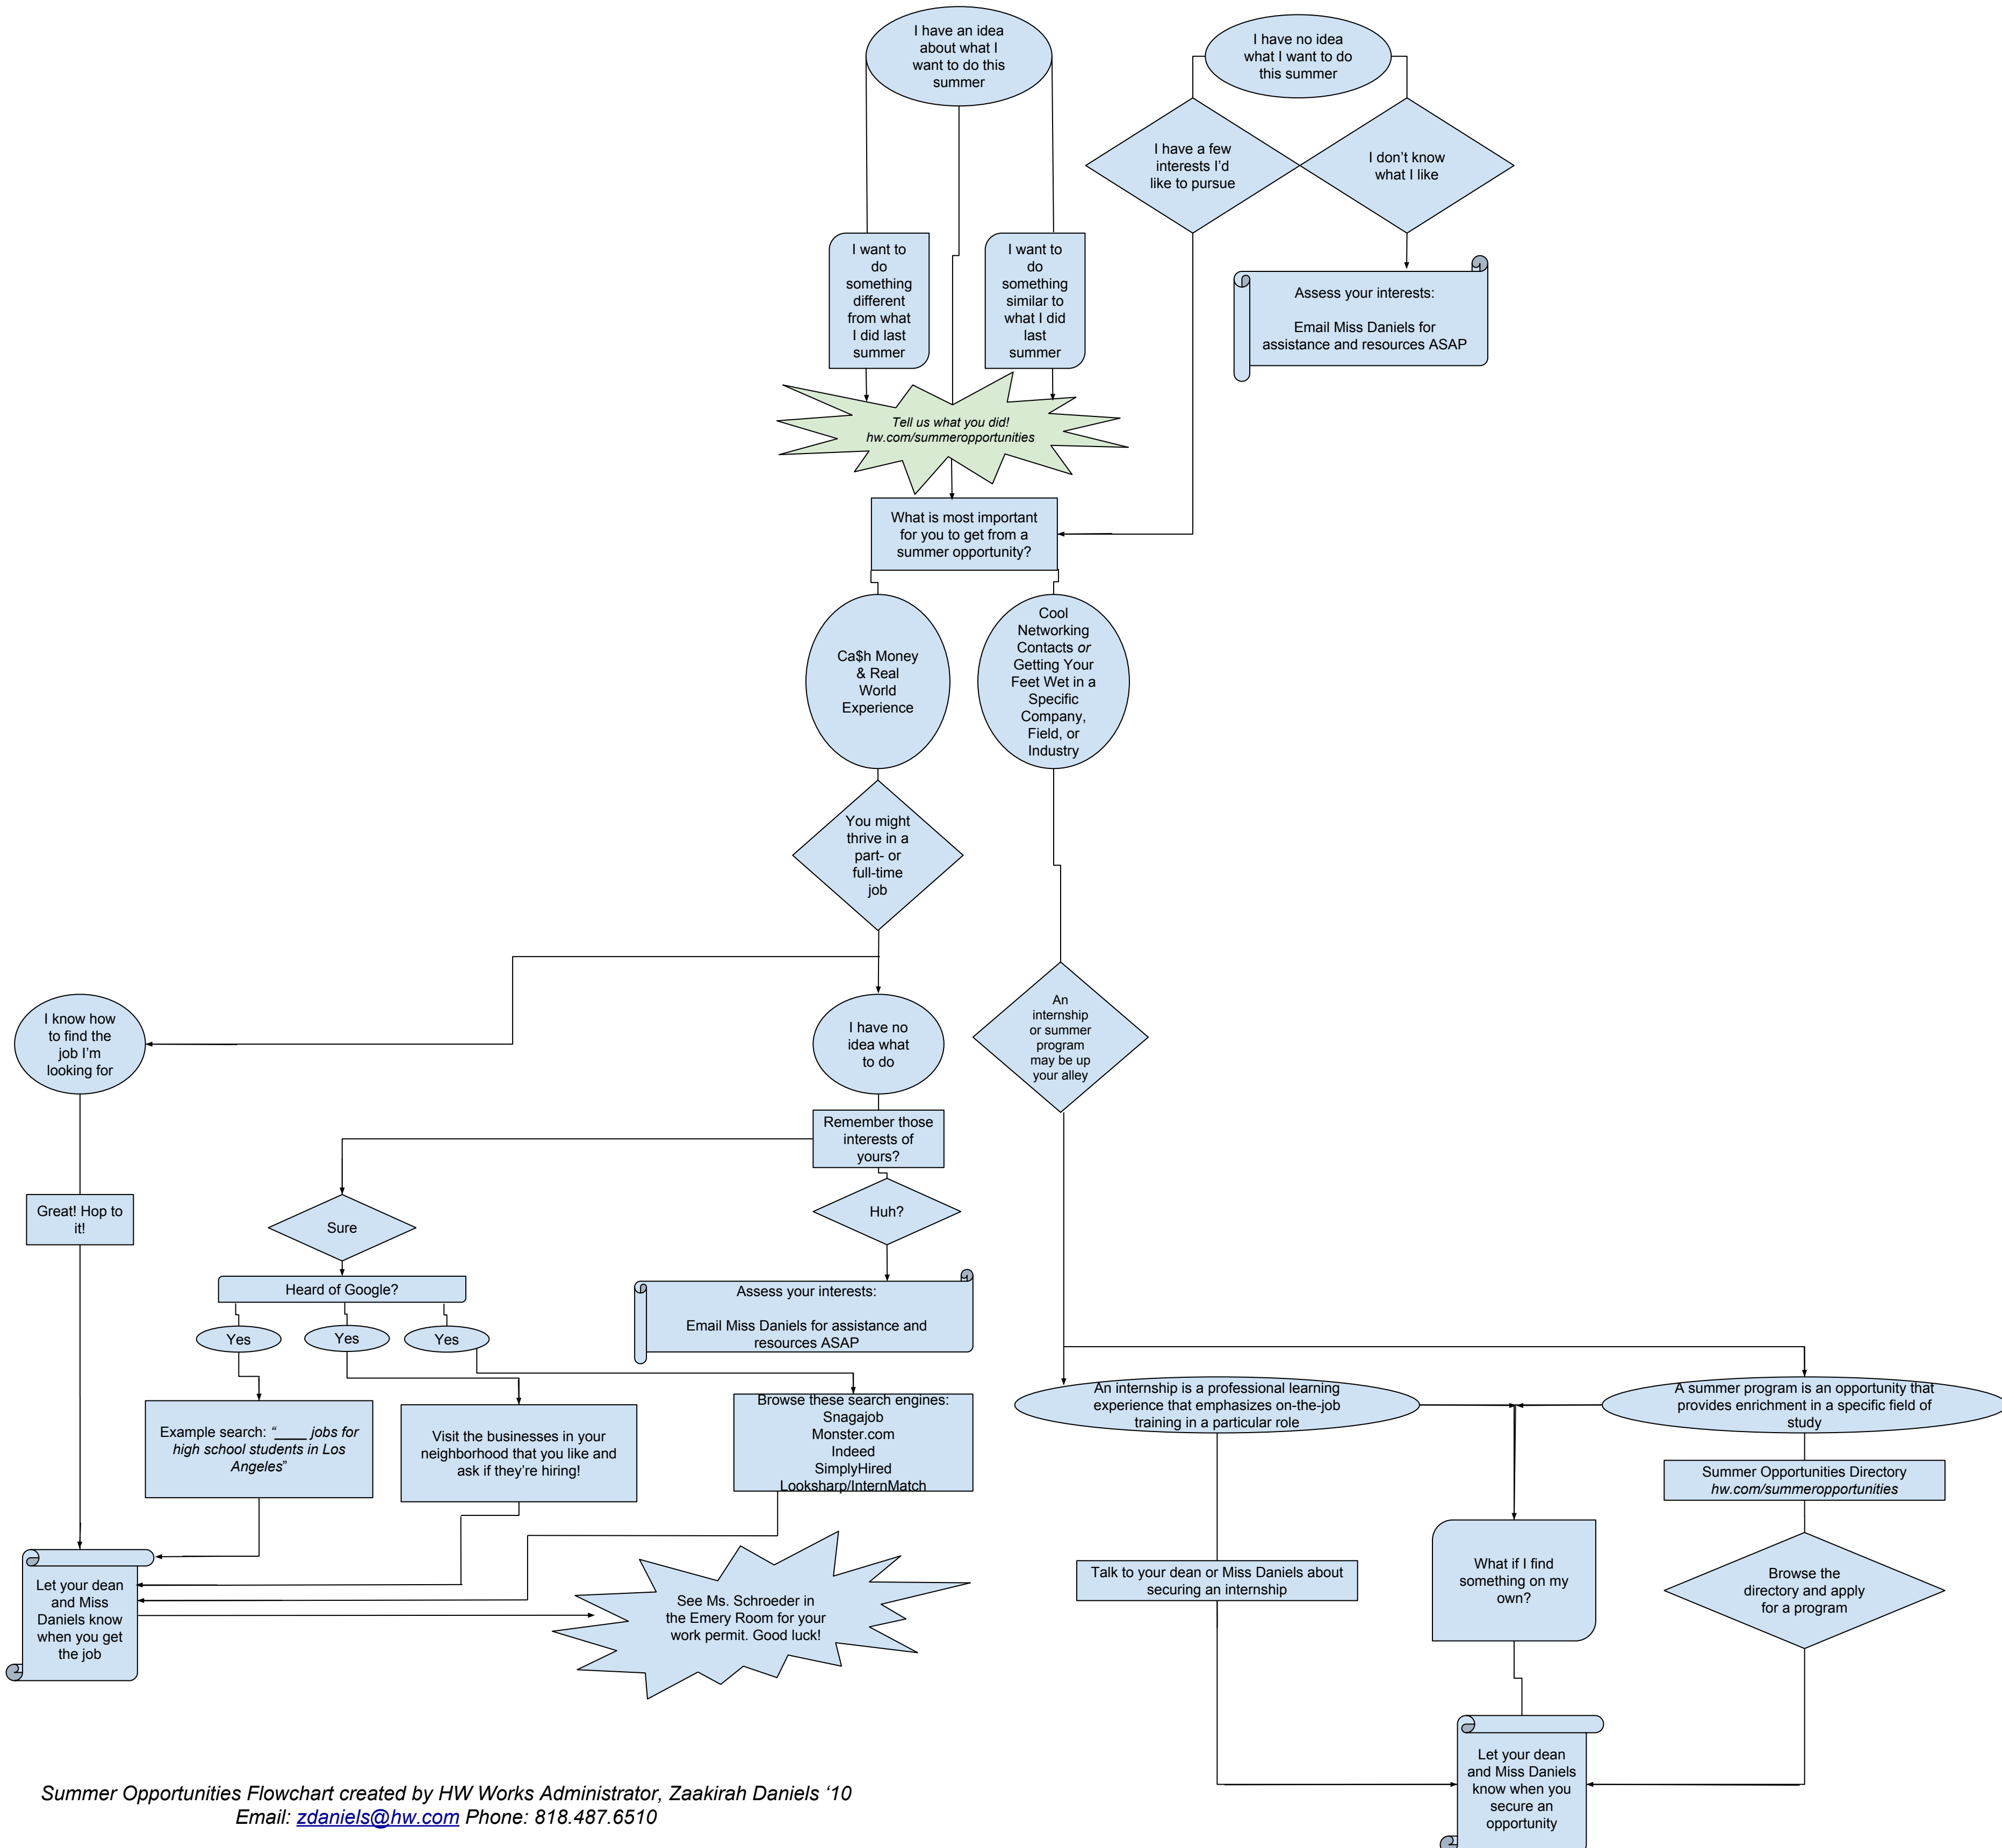 I have an idea
about what I
want to do this
summer
I have no idea
what I want to do
this summer
I have a few
interests I'd
like to pursue
I don't know
what I like
I want to
do
something
different
from what
I did last
summer
I want to
do
something
similar to
what I did
last
summer
Assess your interests:
Email Miss Daniels for
assistance and resources ASAP
Tell us what you did!
hw.com/summeropportunities
What is most important
for you to get from a
summer opportunity?
Ca$h Money
& Real
World
Experience
Cool
Networking
Contacts or
Getting Your
Feet Wet in a
Specific
Company,
Field, or
Industry
You might
thrive in a
part- or
full-time
job
An
internship
or summer
program
may be up
your alley
I know how
to find the
job I'm
looking for
I have no
idea what
to do
Remember those
interests of
yours?
Great! Hop to
it!
Sure
Huh?
Heard of Google?
Yes
Yes
Yes
Assess your interests:
Email Miss Daniels for assistance and
resources ASAP
Example search: "____ jobs for
high school students in Los
Angeles"
Visit the businesses in your
neighborhood that you like and
ask if they're hiring!
Browse these search engines:
Snagajob
Monster.com
Indeed
SimplyHired
Looksharp/InternMatch
An internship is a professional learning
experience that emphasizes on-the-job
training in a particular role
A summer program is an opportunity that
provides enrichment in a specific field of
study
Summer Opportunities Directory
hw.com/summeropportunities
Let your dean
and Miss
Daniels know
when you get
the job
See Ms. Schroeder in
the Emery Room for your
work permit. Good luck!
Talk to your dean or Miss Daniels about
securing an internship
What if I find
something on my
own?
Browse the
directory and apply
for a program
Let your dean
and Miss Daniels
know when you
secure an
opportunity
Summer Opportunities Flowchart created by HW Works Administrator, Zaakirah Daniels '10
Email: zdaniels@hw.com Phone: 818.487.6510